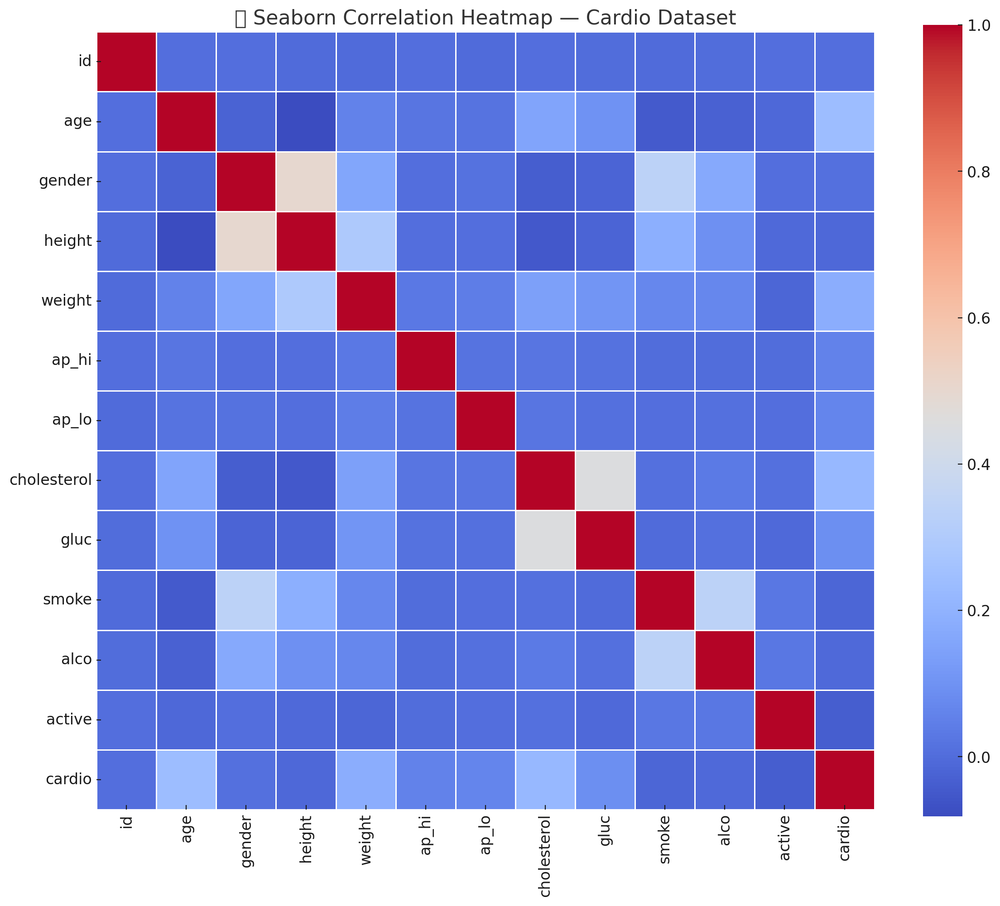 Seaborn Correlation Heatmap — Cardio Dataset
id
age
gender
height
weight
ap_hi
ap_lo
cholesterol
gluc
smoke
alco
active
cardio
id
age
gender
height
weight
ap_hi
ap_lo
cholesterol
gluc
smoke
alco
active
cardio
1.0
0.8
0.6
0.4
0.2
0.0